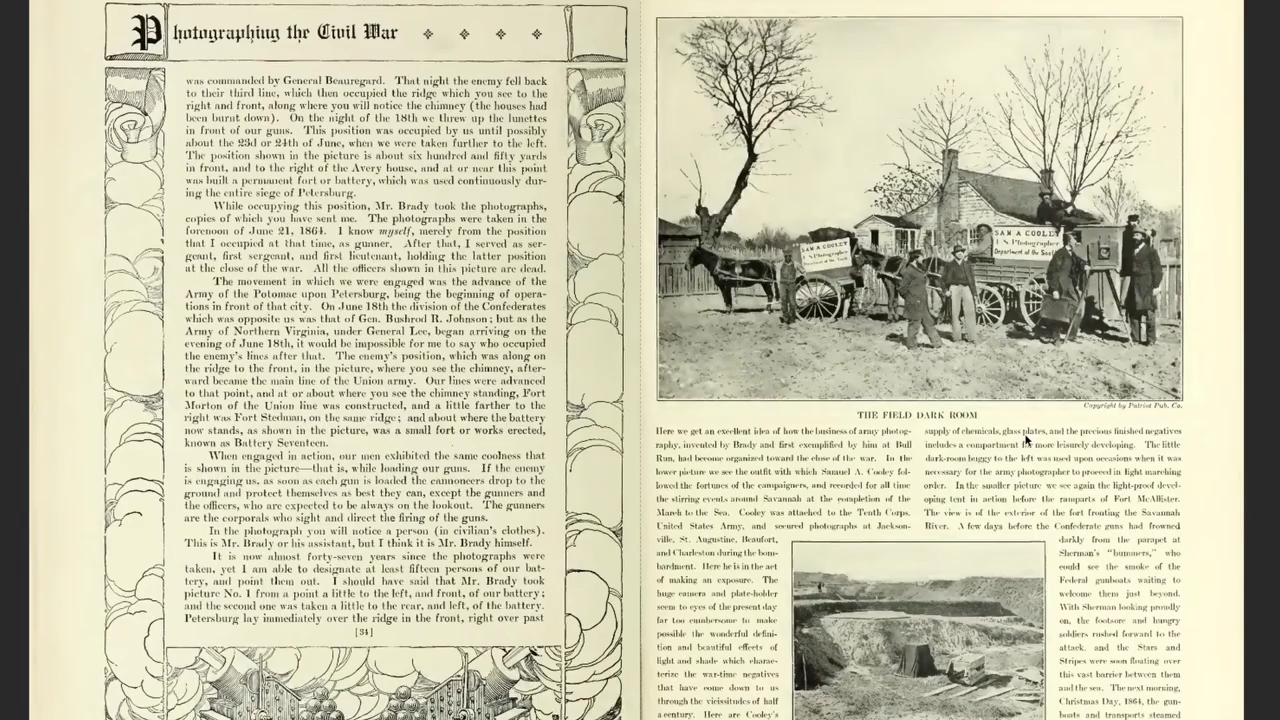 Photographing the Civil War
was commanded by General Beauregard. That night the enemy fell back
to their third line, which then occupied the ridge which you see to the
right and front, along where you will notice the chimney (the houses had
been burnt down). On the night of the 18th we threw up the lunettes
in front of our guns. This position was occupied by us until possibly
about the 23d or 24th of June, when we were taken further to the left.
The position shown in the picture is about six hundred and fifty yards
in front, and to the right of the Avery house, and at or near this point
was built a permanent fort or battery, which was used continuously dur-
ing the entire siege of Petersburg.
While occupying this position, Mr. Brady took the photographs,
copies of which you have sent me. The photographs were taken in the
forenoon of June 21, 1864. I know myself, merely from the position
that I occupied at that time, as gunner. After that, I served as ser-
geant, first sergeant, and first lieutenant, holding the latter position
at the close of the war. All the officers shown in this picture are dead.
The movement in which we were engaged was the advance of the
Army of the Potomac upon Petersburg, being the beginning of opera-
tions in front of that city. On June 18th the division of the Confederates
which was opposite us was that of Gen. Bushrod R. Johnson; but as the
Army of Northern Virginia, under General Lee, began arriving on the
evening of June 18th, it would be impossible for me to say who occupied
the enemy's lines after that. The enemy's position, which was along on
the ridge to the front, in the picture, where you see the chimney, after-
ward became the main line of the Union army. Our lines were advanced
to that point, and at or about where you see the chimney standing, Fort
Morton of the Union line was constructed, and a little farther to the
right was Fort Stedman, on the same ridge; and about where the battery
now stands, as shown in the picture, was a small fort or works erected,
known as Battery Seventeen.
When engaged in action, our men exhibited the same coolness that
is shown in the picture—that is, while loading our guns. If the enemy
is engaging us, as soon as each gun is loaded the cannoneers drop to the
ground and protect themselves as best they can, except the gunners and
the officers, who are expected to be always on the lookout. The gunners
are the corporals who sight and direct the firing of the guns.
In the photograph you will notice a person (in civilian's clothes).
This is Mr. Brady or his assistant, but I think it is Mr. Brady himself.
It is now almost forty-seven years since the photographs were
taken, yet I am able to designate at least fifteen persons of our bat-
tery, and point them out. I should have said that Mr. Brady took
picture No. 1 from a point a little to the left, and front, of our battery;
and the second one was taken a little to the rear, and left, of the battery.
Petersburg lay immediately over the ridge in the front, right over past
[34]
SAM A COOLEY
U S Photographer
Department of the South
SAM A COOLEY
U S Photographer
Department of the South
Copyright by Patriot Pub. Co.
THE FIELD DARK ROOM
Here we get an excellent idea of how the business of army photog-
raphy, invented by Brady and first exemplified by him at Bull
Run, had become organized toward the close of the war. In the
lower picture we see the outfit with which Samuel A. Cooley fol-
lowed the fortunes of the campaigners, and recorded for all time
the stirring events around Savannah at the completion of the
March to the Sea. Cooley was attached to the Tenth Corps,
United States Army, and secured photographs at Jackson-
ville, St. Augustine, Beaufort,
and Charleston during the bom-
bardment. Here he is in the act
of making an exposure. The
huge camera and plate-holder
seem to eyes of the present day
far too cumbersome to make
possible the wonderful defini-
tion and beautiful effects of
light and shade which charac-
terize the war-time negatives
that have come down to us
through the vicissitudes of half
a century. Here are Cooley's
supply of chemicals, glass plates, and the precious finished negatives
includes a compartment for more leisurely developing. The little
dark-room buggy to the left was used upon occasions when it was
necessary for the army photographer to proceed in light marching
order. In the smaller picture we see again the light-proof devel-
oping tent in action before the ramparts of Fort McAllister.
The view is of the exterior of the fort fronting the Savannah
River. A few days before the Confederate guns had frowned
darkly from the parapet at
Sherman's "bummers," who
could see the smoke of the
Federal gunboats waiting to
welcome them just beyond.
With Sherman looking proudly
on, the footsore and hungry
soldiers rushed forward to the
attack, and the Stars and
Stripes were soon floating over
this vast barrier between them
and the sea. The next morning,
Christmas Day, 1864, the gun-
boats and transports steamed